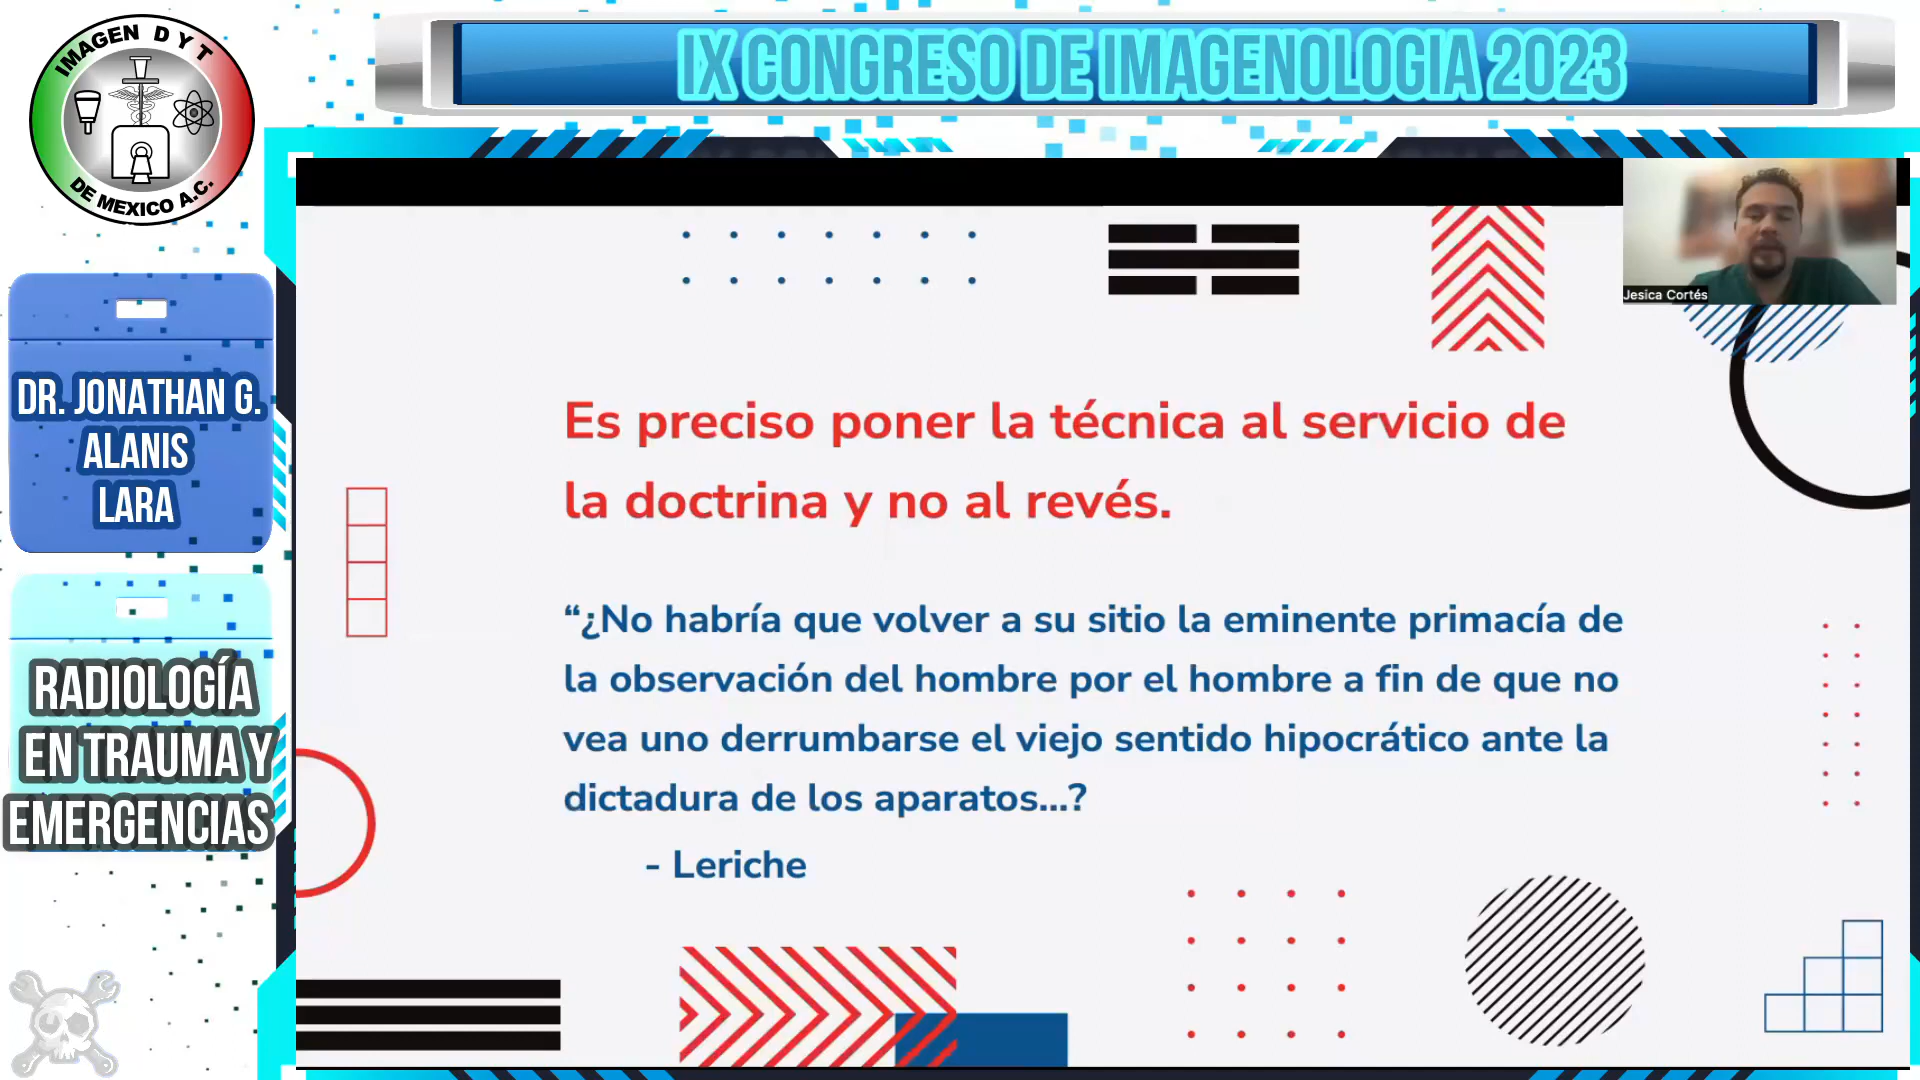 IMAGEN D Y T
DE MEXICO A.C.
IX CONGRESO DE IMAGENOLOGIA 2023
Jesica Cortés
DR. JONATHAN G.
ALANIS
LARA
RADIOLOGÍA
EN TRAUMA Y
EMERGENCIAS
Es preciso poner la técnica al servicio de
la doctrina y no al revés.
“¿No habría que volver a su sitio la eminente primacía de
la observación del hombre por el hombre a fin de que no
vea uno derrumbarse el viejo sentido hipocrático ante la
dictadura de los aparatos...?
- Leriche